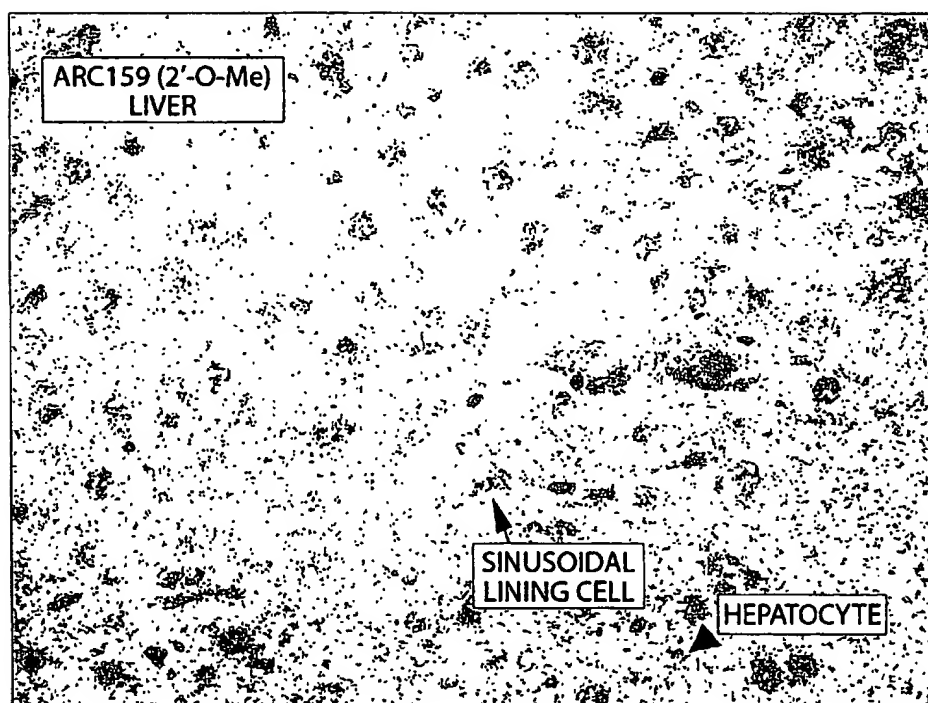 ARC159 (2'-O-Me)
LIVER
SINUSOIDAL
LINING CELL
HEPATOCYTE